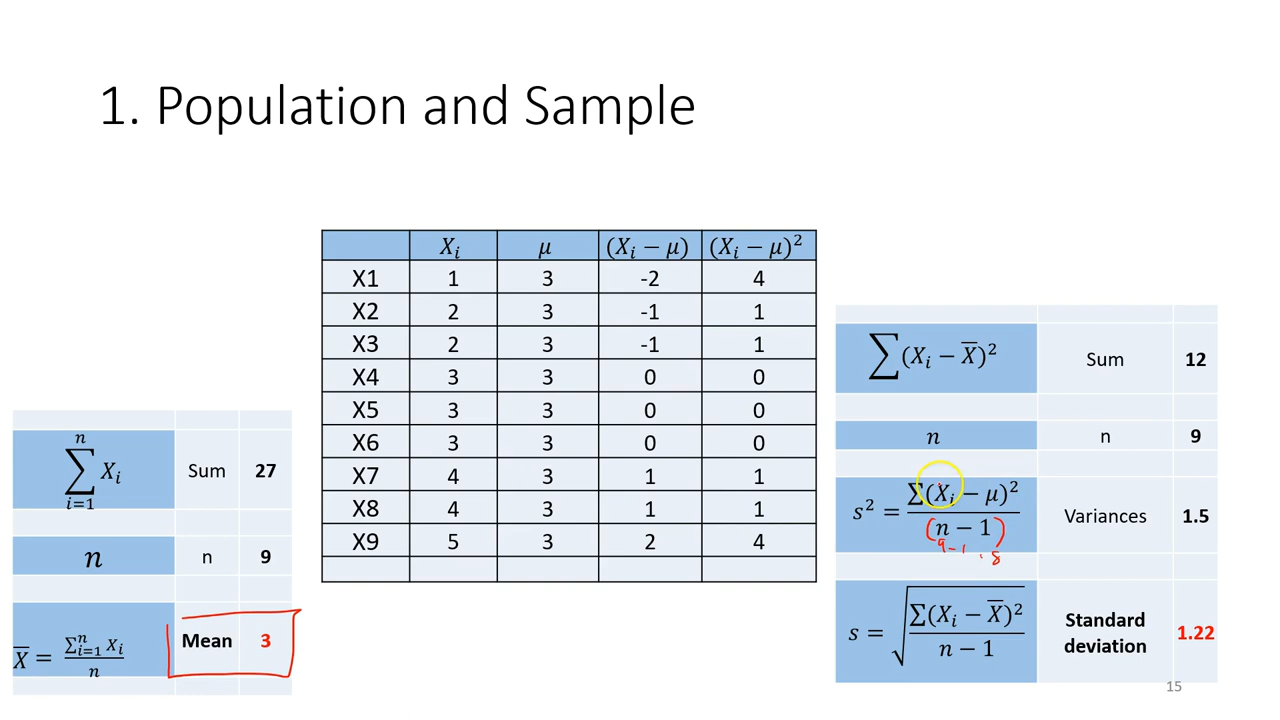 1. Population and Sample
Xᵢ μ (Xᵢ − μ) (Xᵢ − μ)²
X1 1 3 -2 4
X2 2 3 -1 1
X3 2 3 -1 1
X4 3 3 0 0
X5 3 3 0 0
X6 3 3 0 0
X7 4 3 1 1
X8 4 3 1 1
X9 5 3 2 4
∑ᵢ₌₁ⁿ Xᵢ Sum 27
n n 9
X̅ = ∑ᵢ₌₁ⁿ Xᵢ / n Mean 3
∑(Xᵢ − X̅)² Sum 12
n n 9
s² = ∑(Xᵢ − μ)² / (n − 1) Variances 1.5
9-1 8
s = √(∑(Xᵢ − X̅)² / n − 1) Standard deviation 1.22
15